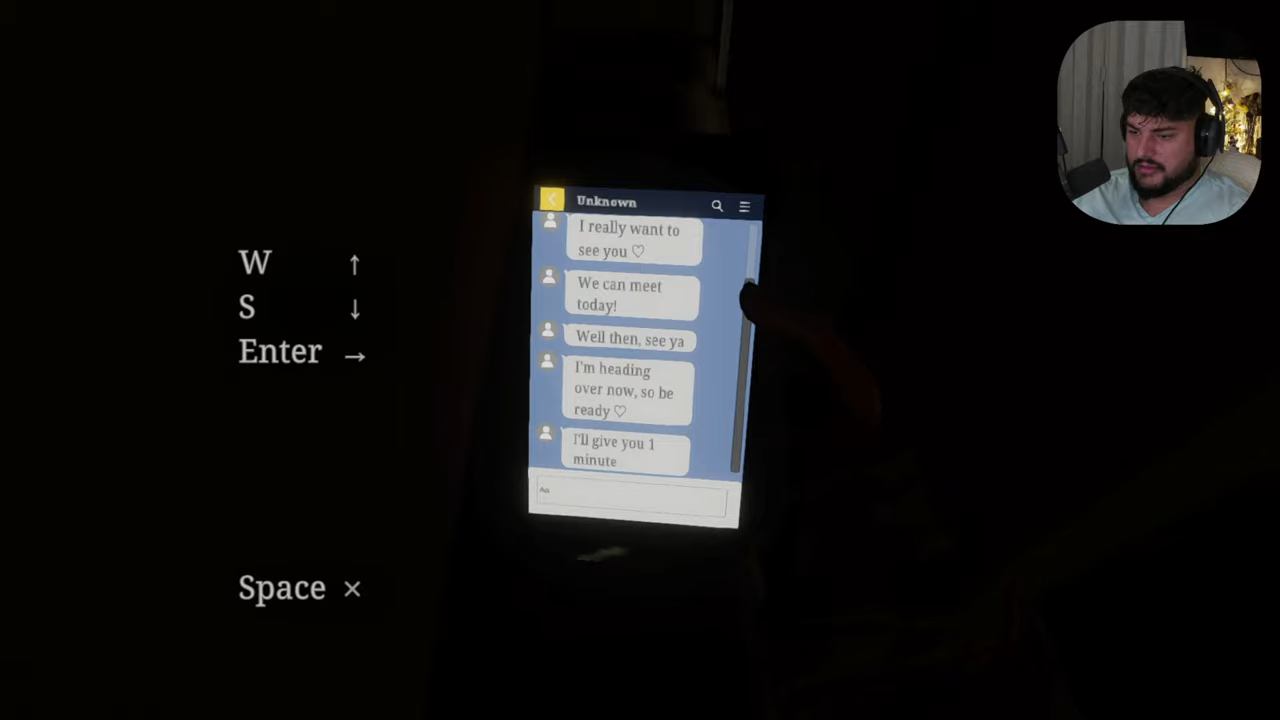 Unknown
I really want to
see you ♡
We can meet
today!
Well then, see ya
I'm heading
over now, so be
ready ♡
I'll give you 1
minute
Aa
W ↑
S ↓
Enter →
Space ×